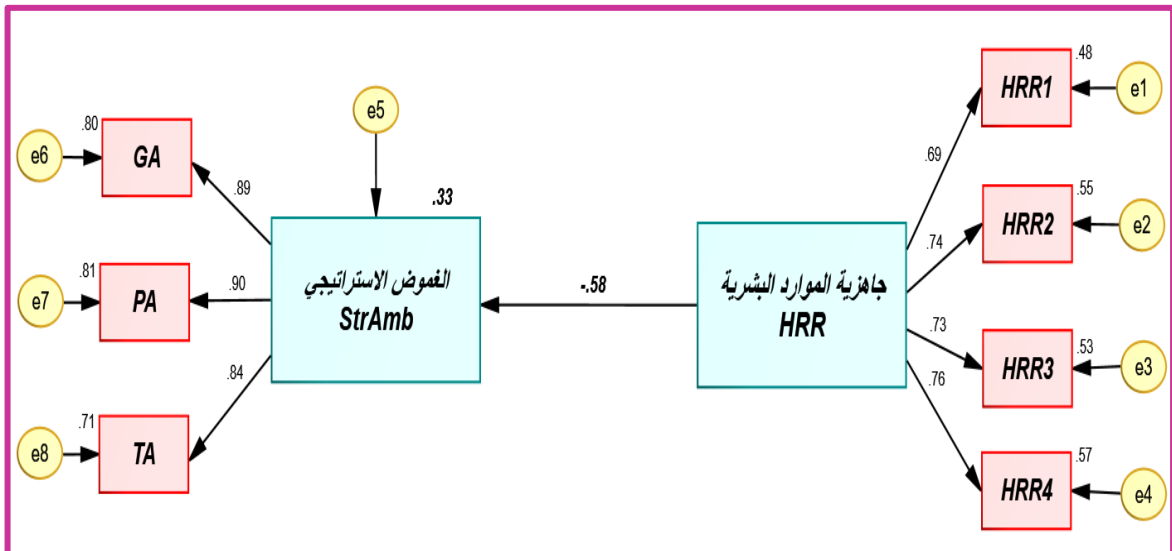 e6
.80
GA
.89
e7
.81
PA
.90
e8
.71
TA
.84
e5
.33
الغموض الاستراتيجي
StrAmb
-.58
جاهزية الموارد البشرية
HRR
.69
HRR1
.48
e1
.74
HRR2
.55
e2
.73
HRR3
.53
e3
.76
HRR4
.57
e4